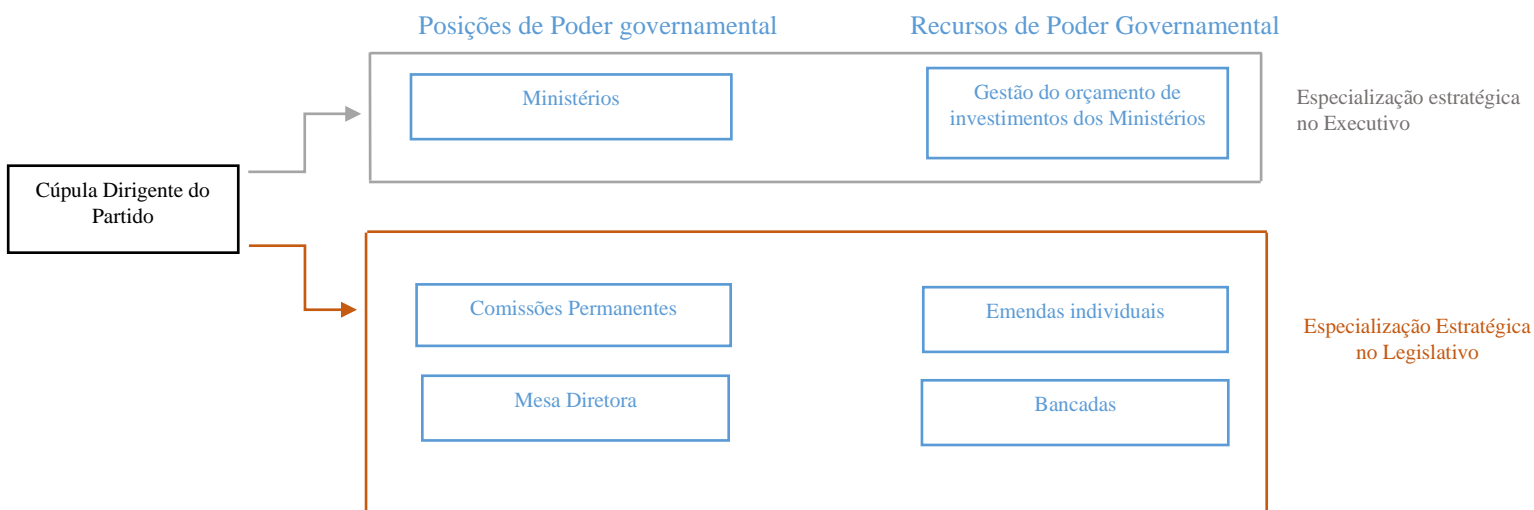 Posições de Poder governamental
Recursos de Poder Governamental
Ministérios
Gestão do orçamento de
investimentos dos Ministérios
Especialização estratégica
no Executivo
Cúpula Dirigente do
Partido
Comissões Permanentes
Emendas individuais
Especialização Estratégica
no Legislativo
Mesa Diretora
Bancadas